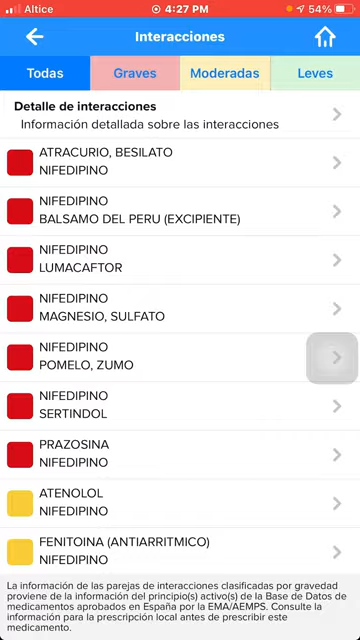 Altice 4:27 PM 54%
Interacciones
Todas Graves Moderadas Leves
Detalle de interacciones
Información detallada sobre las interacciones
ATRACURIO, BESILATO
NIFEDIPINO
NIFEDIPINO
BALSAMO DEL PERU (EXCIPIENTE)
NIFEDIPINO
LUMACAFTOR
NIFEDIPINO
MAGNESIO, SULFATO
NIFEDIPINO
POMELO, ZUMO
NIFEDIPINO
SERTINDOL
PRAZOSINA
NIFEDIPINO
ATENOLOL
NIFEDIPINO
FENITOINA (ANTIARRITMICO)
NIFEDIPINO
La información de las parejas de interacciones clasificadas por gravedad
proviene de la información del principio(s) activo(s) de la Base de Datos de
medicamentos aprobados en España por la EMA/AEMPS. Consulte la
información para la prescripción local antes de prescribir este
medicamento.